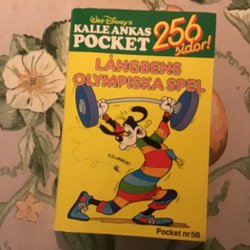 Walt Disney's
KALLE ANKAS
POCKET
256
sidor!
LÅNGBENS
OLYMPISKA SPEL
Pocket nr 56